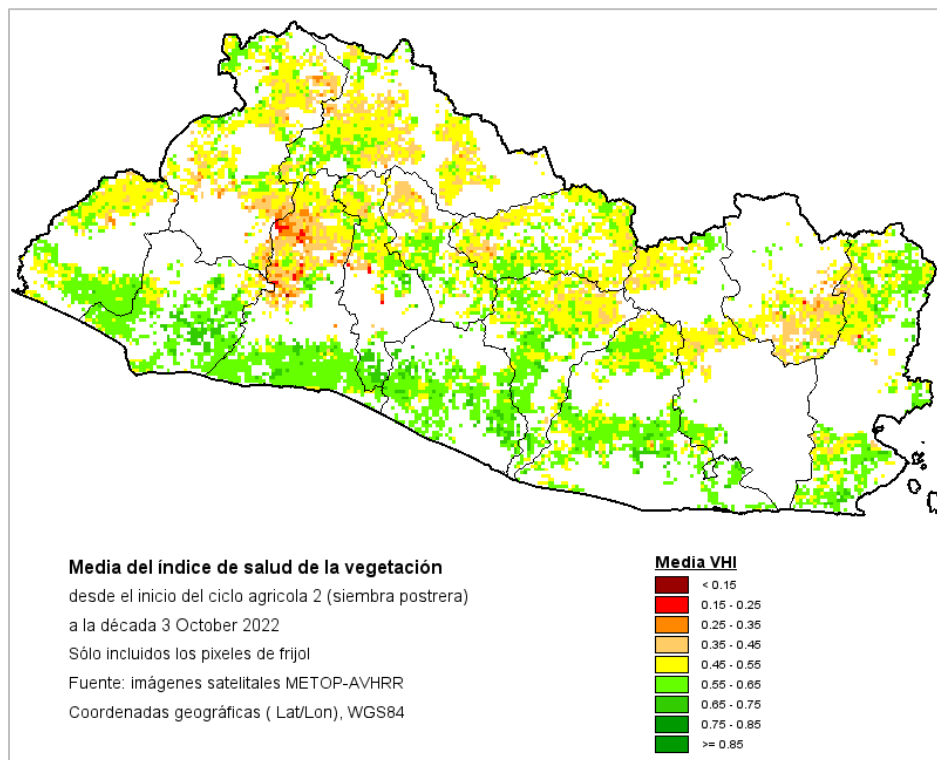 Media del índice de salud de la vegetación
desde el inicio del ciclo agricola 2 (siembra postrera)
a la década 3 October 2022
Sólo incluidos los pixeles de frijol
Fuente: imágenes satelitales METOP-AVHRR
Coordenadas geográficas ( Lat/Lon), WGS84
Media VHI
< 0.15
0.15 - 0.25
0.25 - 0.35
0.35 - 0.45
0.45 - 0.55
0.55 - 0.65
0.65 - 0.75
0.75 - 0.85
>= 0.85